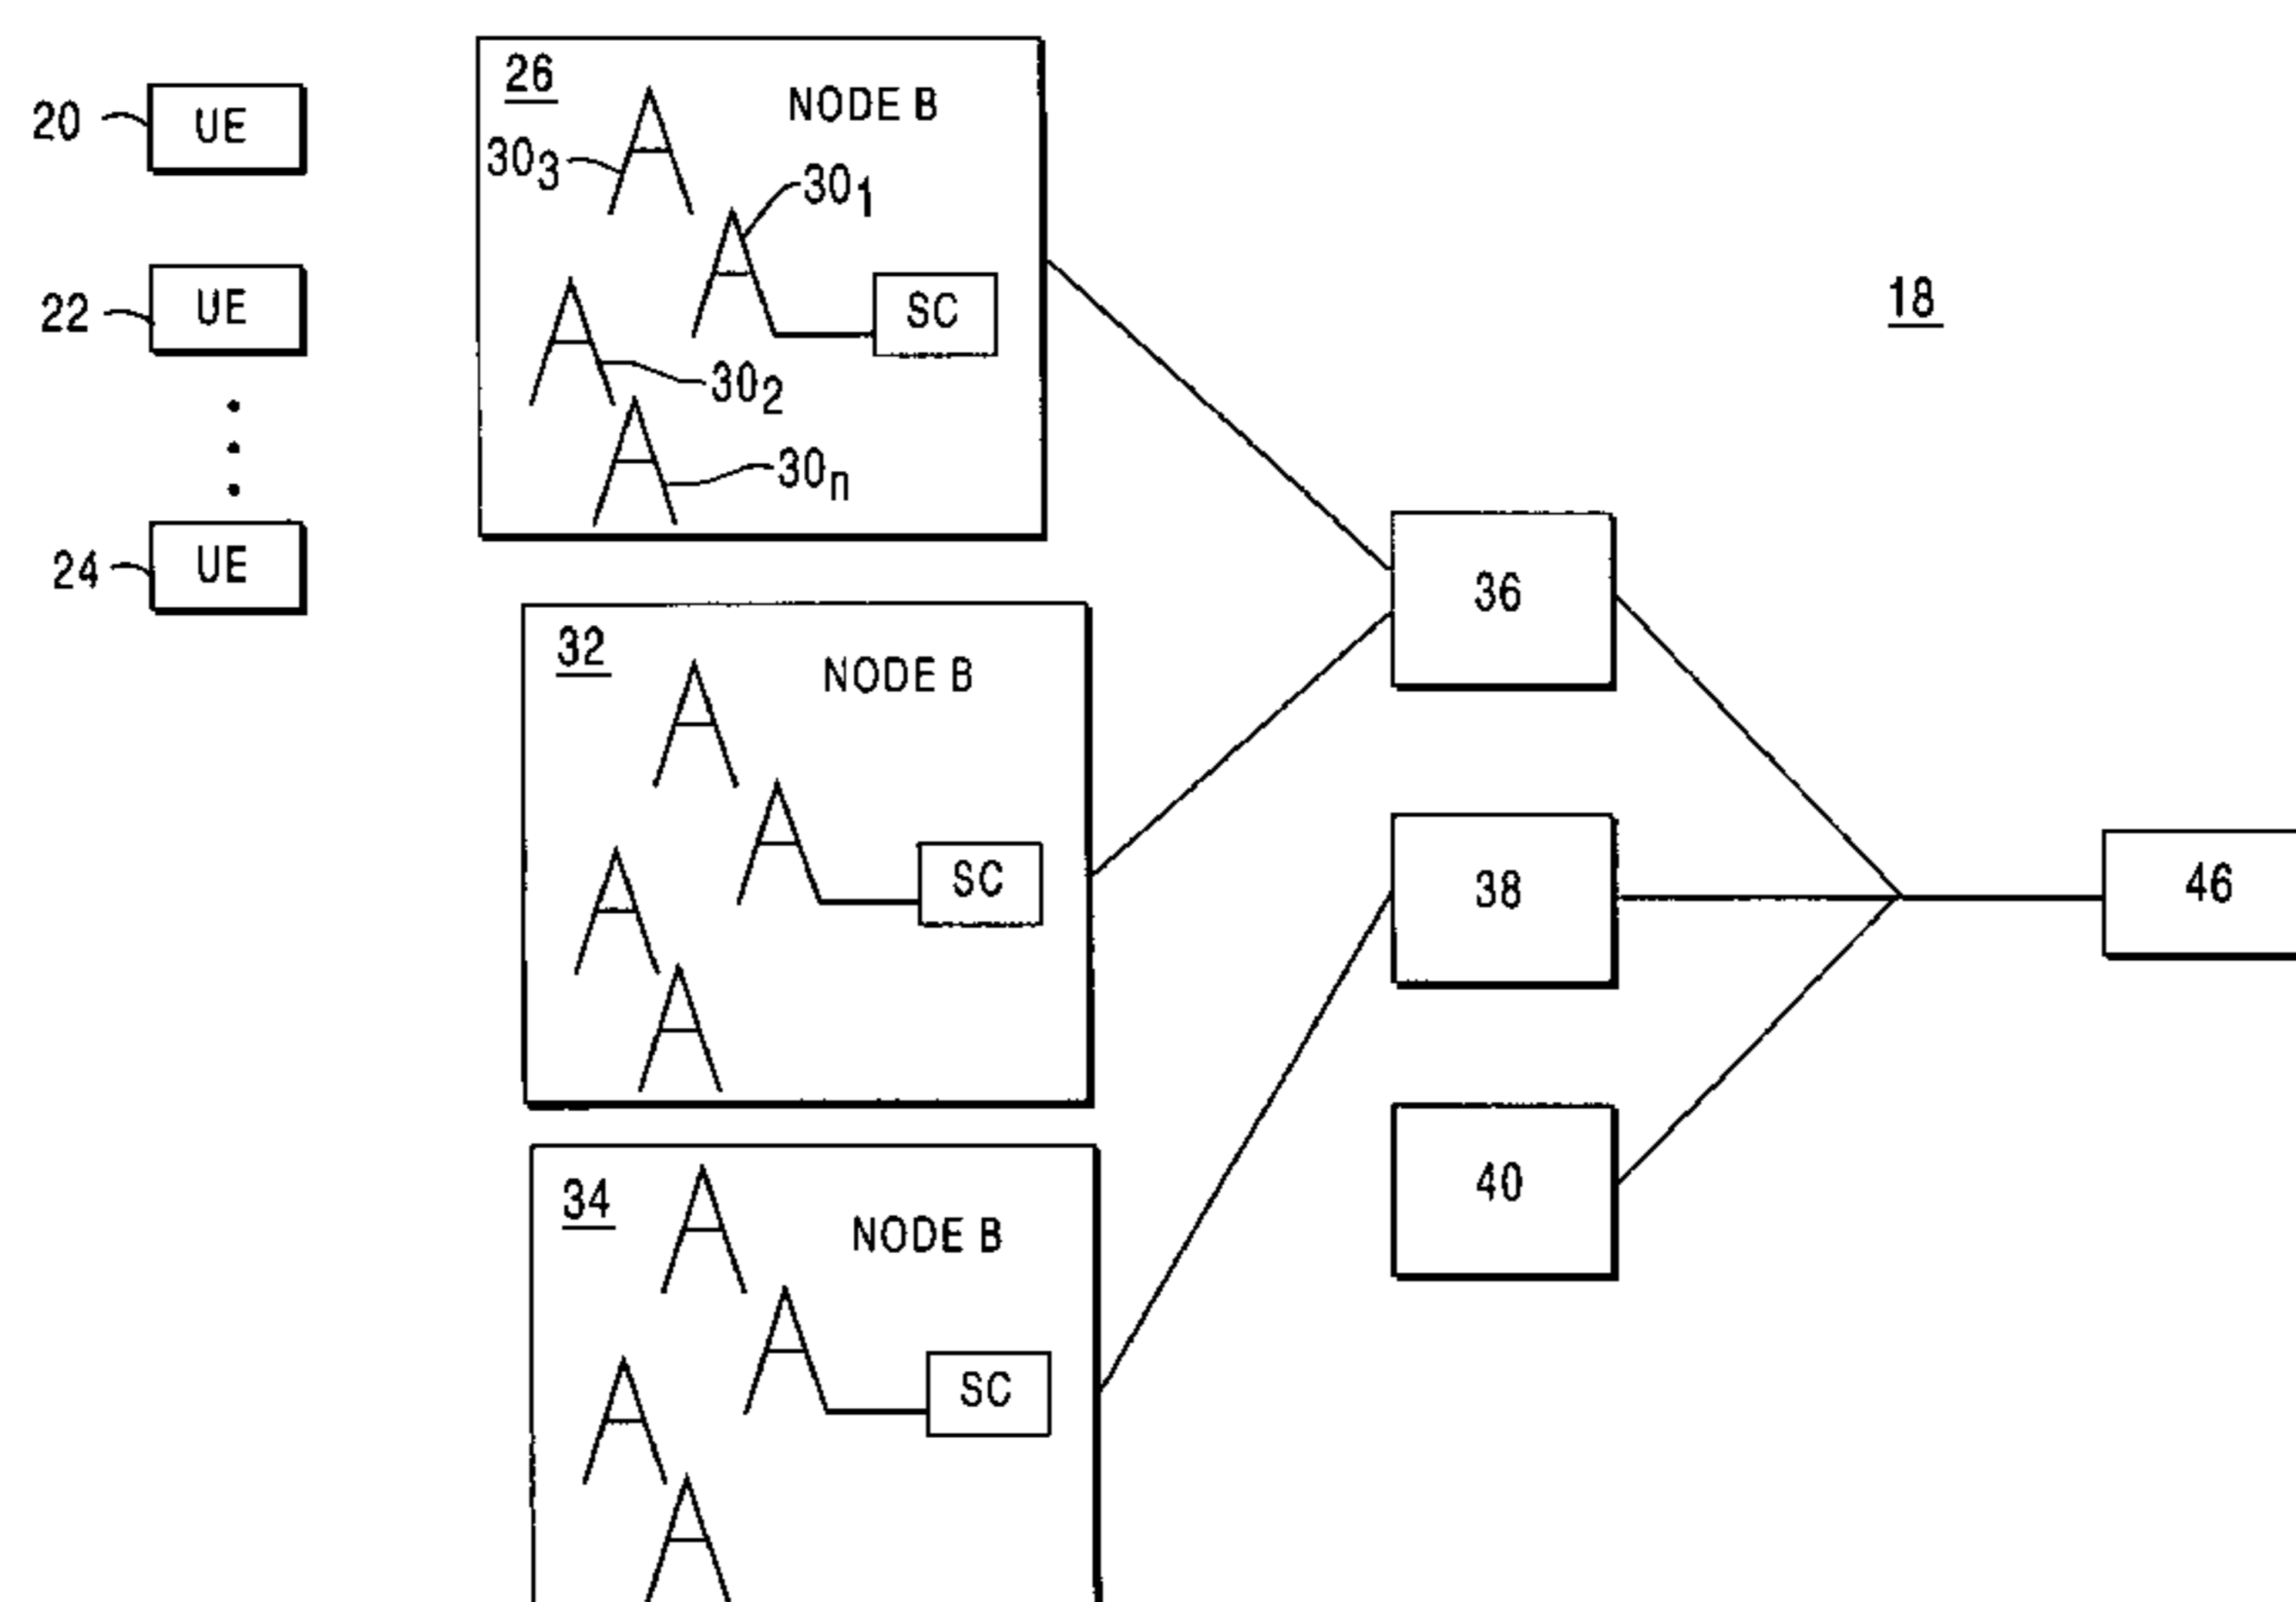 20 UE
22 UE
24 UE
26
NODE B
30₃
30₁
SC
30₂
30ₙ
32
NODE B
SC
34
NODE B
SC
18
36
38
40
46